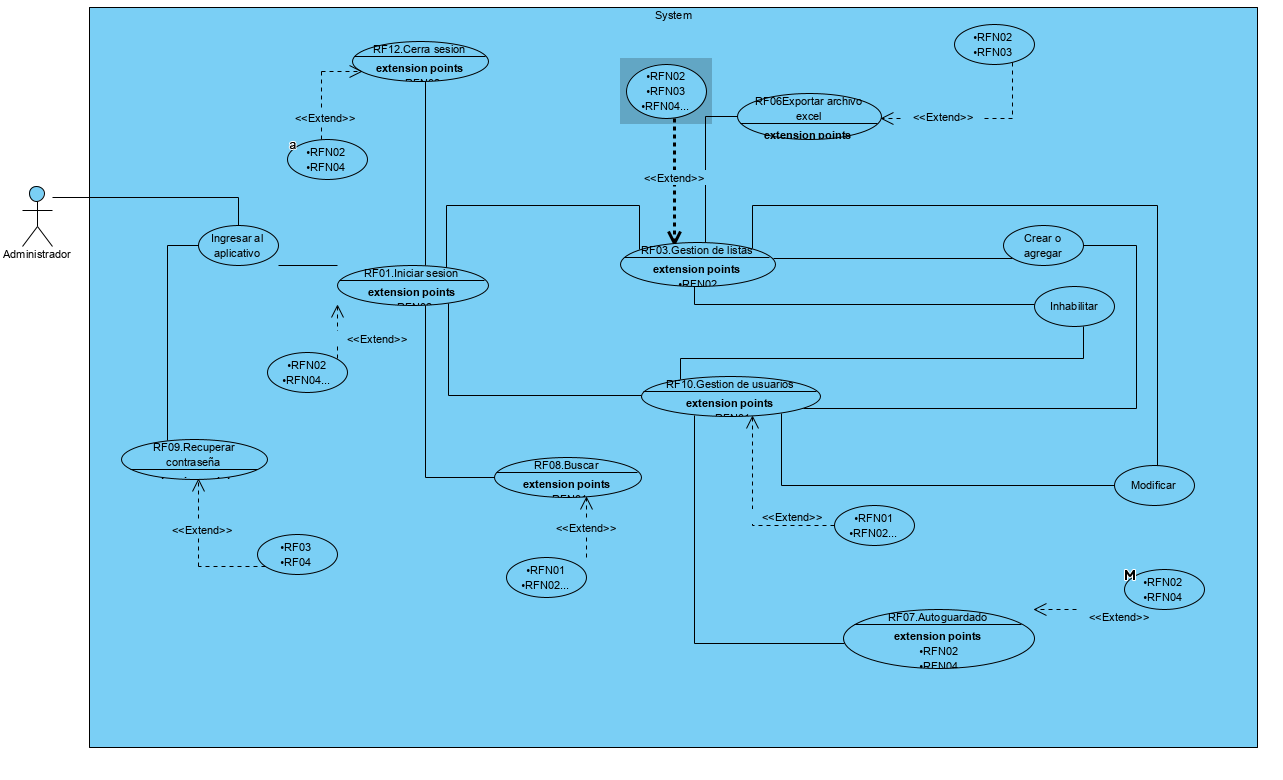 System
RF12.Cerra sesion
extension points
•RFN02
•RFN03
•RFN02
•RFN03
•RFN04...
RF06Exportar archivo
excel
extension points
<<Extend>>
<<Extend>>
a
•RFN02
•RFN04
<<Extend>>
Administrador
Ingresar al
aplicativo
RF03.Gestion de listas
extension points
•RFN02
Crear o
agregar
RF01.Iniciar sesion
extension points
Inhabilitar
<<Extend>>
•RFN02
•RFN04...
RF10.Gestion de usuarios
extension points
RF09.Recuperar
contraseña
RF08.Buscar
extension points
Modificar
<<Extend>>
<<Extend>>
<<Extend>>
•RFN01
•RFN02...
•RF03
•RF04
•RFN01
•RFN02...
M
•RFN02
•RFN04
<<Extend>>
RF07.Autoguardado
extension points
•RFN02
•RFN04